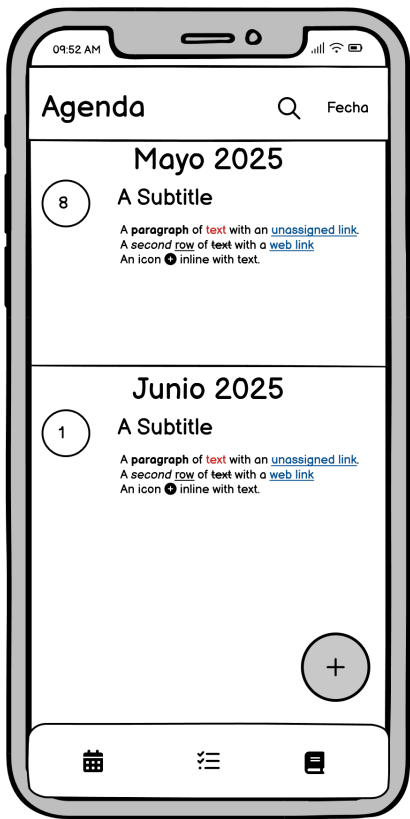 09:52 AM
Agenda
Fecha
Mayo 2025
8
A Subtitle
A paragraph of text with an unassigned link.
A second row of text with a web link
An icon inline with text.
Junio 2025
1
A Subtitle
A paragraph of text with an unassigned link.
A second row of text with a web link
An icon inline with text.